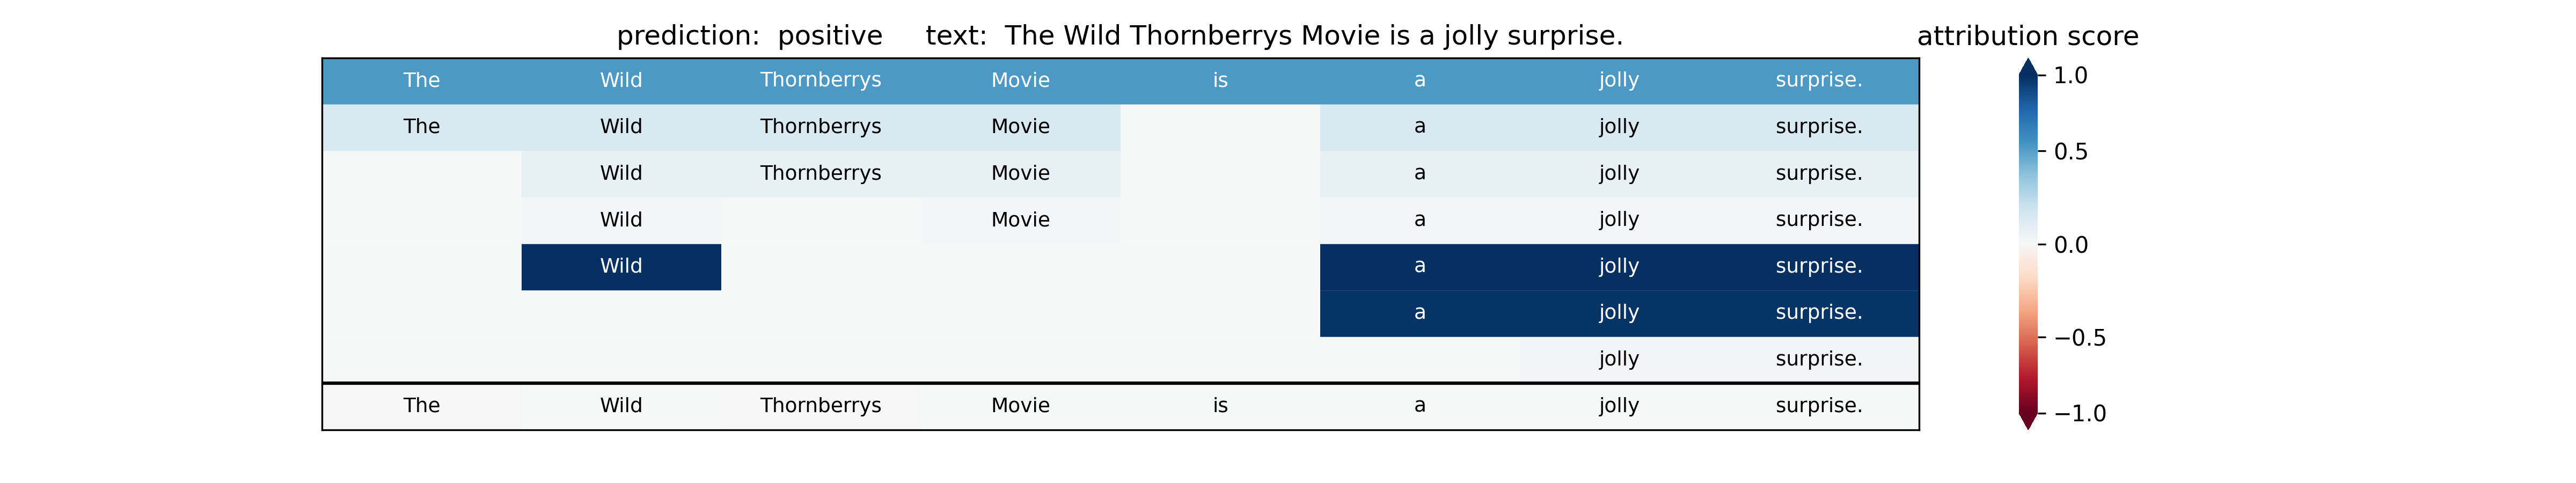 prediction: positive text: The Wild Thornberrys Movie is a jolly surprise.
attribution score
The Wild Thornberrys Movie is a jolly surprise.
The Wild Thornberrys Movie a jolly surprise.
Wild Thornberrys Movie a jolly surprise.
Wild Movie a jolly surprise.
Wild a jolly surprise.
a jolly surprise.
jolly surprise.
The Wild Thornberrys Movie is a jolly surprise.
1.0
0.5
0.0
−0.5
−1.0